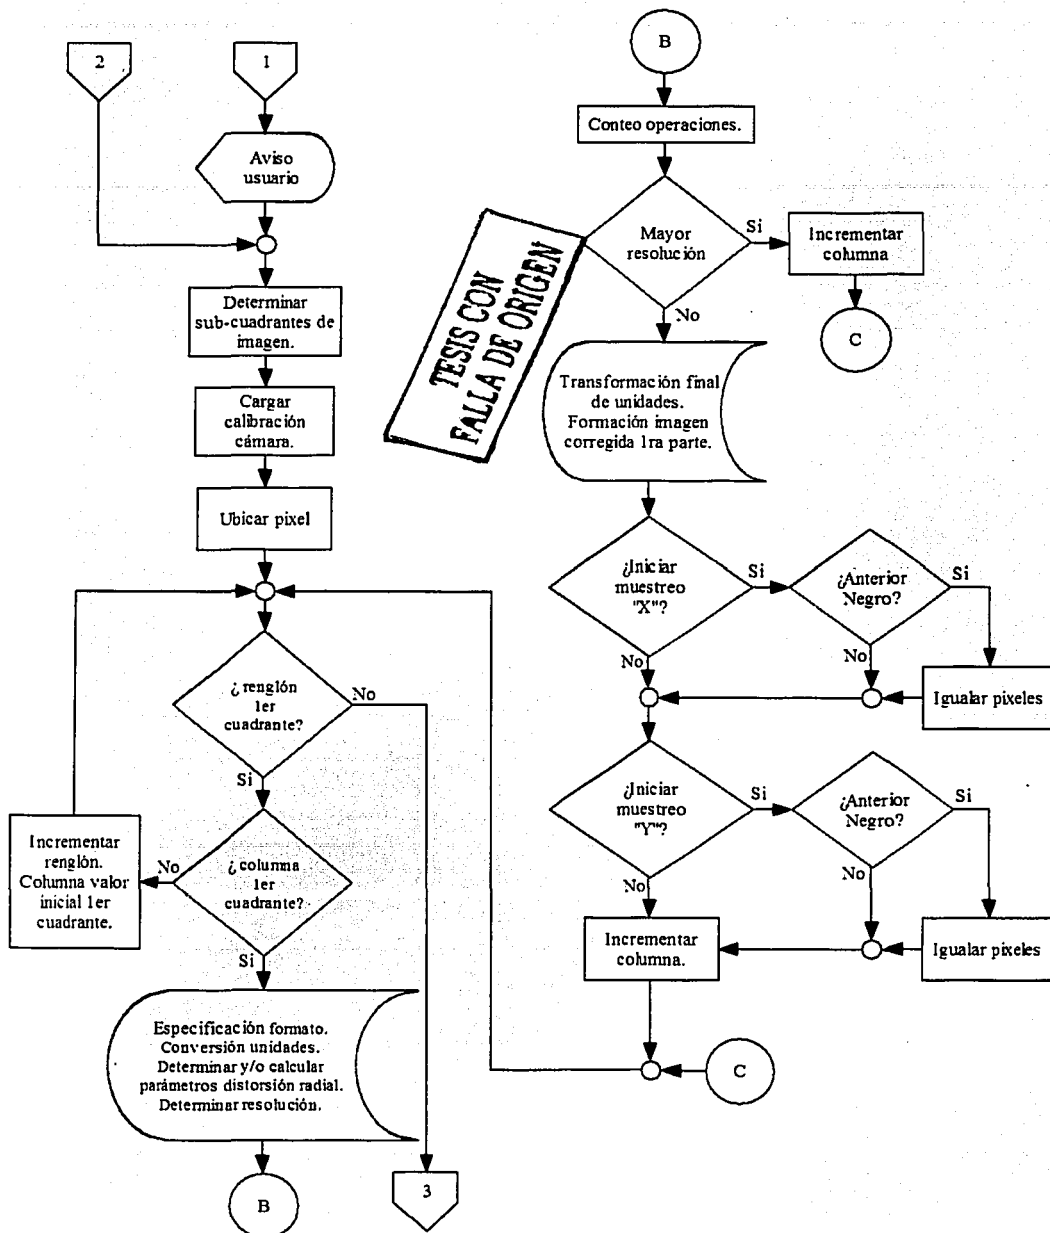 2
1
Aviso
usuario
Determinar
sub-cuadrantes de
imagen.
Cargar
calibración
cámara.
Ubicar pixel
¿renglón
1er
cuadrante?
No
Si
Incrementar
renglón.
Columna valor
inicial 1er
cuadrante.
No
¿columna
1er
cuadrante?
Si
Especificación formato.
Conversión unidades.
Determinar y/o calcular
parámetros distorsión radial.
Determinar resolución.
B
3
TESIS CON
FALLA DE ORIGEN
B
Conteo operaciones.
Mayor
resolución
Si
Incrementar
columna
C
No
Transformación final
de unidades.
Formación imagen
corregida 1ra parte.
¿Iniciar
muestreo
"X"?
Si
¿Anterior
Negro?
Si
No
No
Igualar pixeles
¿Iniciar
muestreo
"Y"?
Si
¿Anterior
Negro?
Si
No
No
Incrementar
columna.
Igualar pixeles
C